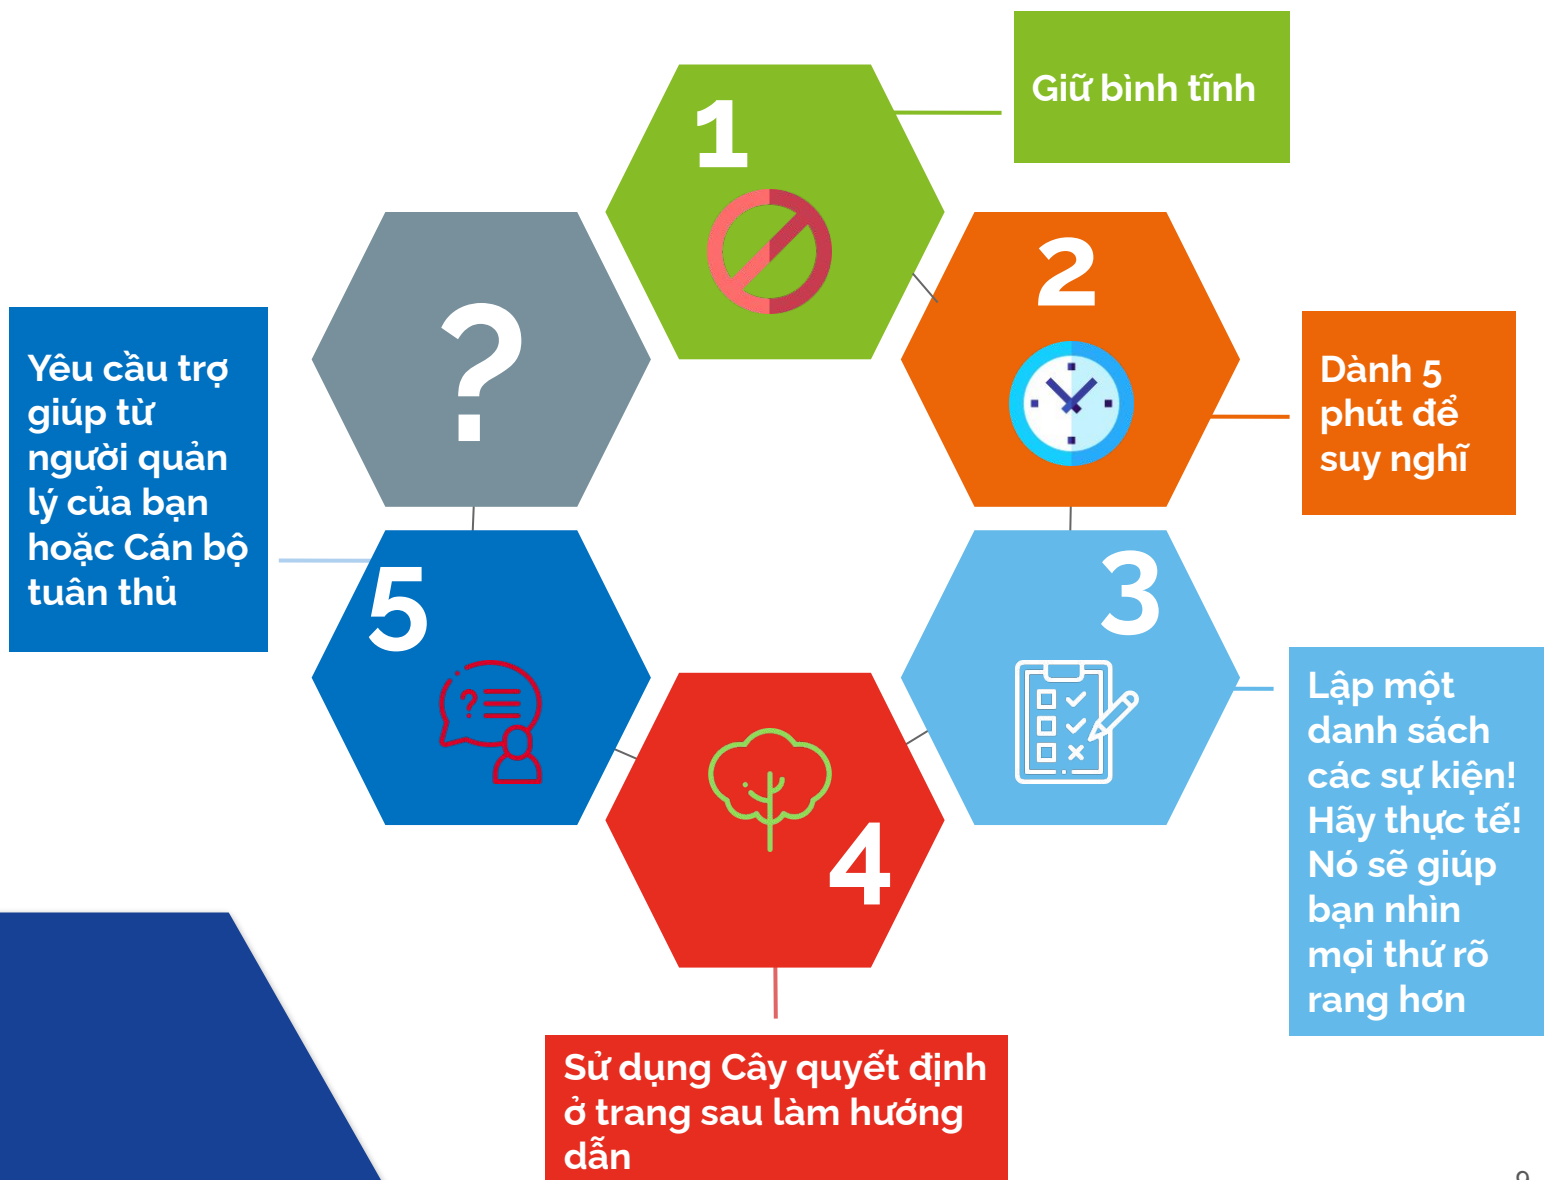 1
Giữ bình tĩnh
2
Dành 5
phút để
suy nghĩ
3
Lập một
danh sách
các sự kiện!
Hãy thực tế!
Nó sẽ giúp
bạn nhìn
mọi thứ rõ
rang hơn
4
Sử dụng Cây quyết định
ở trang sau làm hướng
dẫn
5
Yêu cầu trợ
giúp từ
người quản
lý của bạn
hoặc Cán bộ
tuân thủ
?
?
9